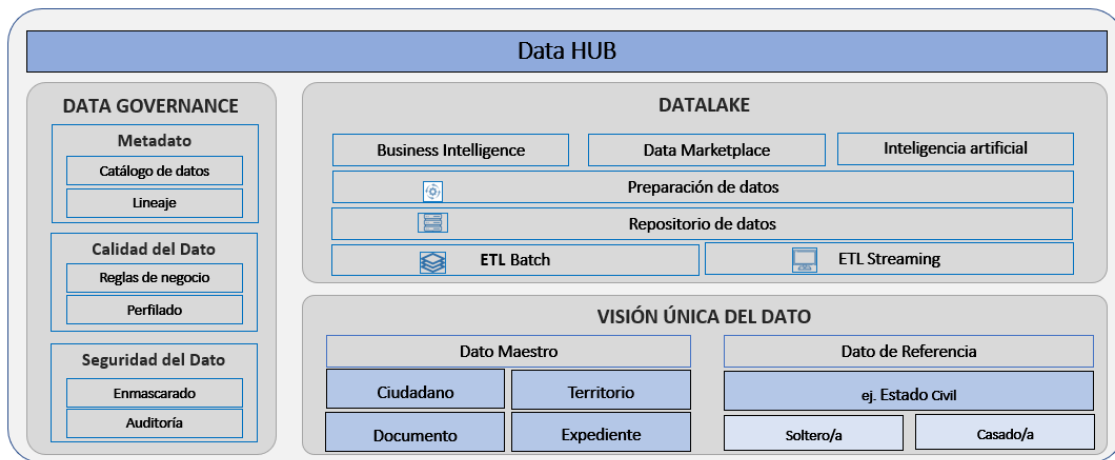 Data HUB
DATA GOVERNANCE
Metadato
Catálogo de datos
Lineaje
Calidad del Dato
Reglas de negocio
Perfilado
Seguridad del Dato
Enmascarado
Auditoría
DATALAKE
Business Intelligence
Data Marketplace
Inteligencia artificial
Preparación de datos
Repositorio de datos
ETL Batch
ETL Streaming
VISIÓN ÚNICA DEL DATO
Dato Maestro
Ciudadano
Territorio
Documento
Expediente
Dato de Referencia
ej. Estado Civil
Soltero/a
Casado/a